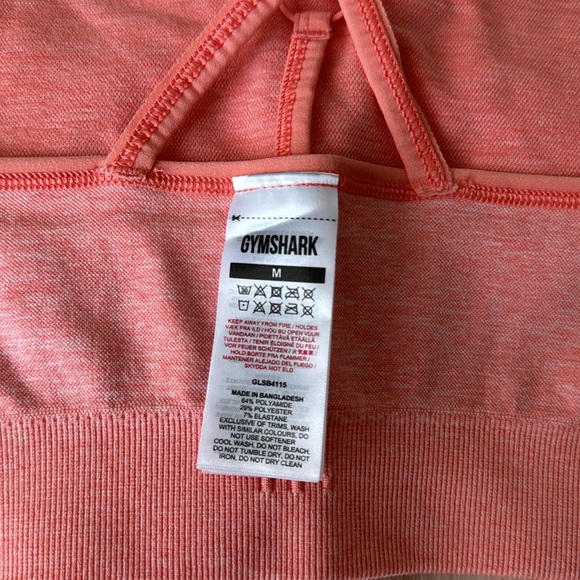 GYMSHARK
M
KEEP AWAY FROM FIRE / HOLDES
VÆK FRA ILD / HOU BU OPEN VUUR
VANDAAN / PIDETTÄVÄ ETÄÄLLÄ
TULESTA / TENIR ÉLOIGNÉ DU FEU /
VOR FEUER SCHÜTZEN /
HOLD BORTE FRA FLAMMER /
MANTENER ALEJADO DEL FUEGO /
SKYDDA MOT ELD
GLSB4115
MADE IN BANGLADESH
64% POLYAMIDE
29% POLYESTER
7% ELASTANE
EXCLUSIVE OF TRIMS, WASH
WITH SIMILAR COLOURS, DO
NOT USE SOFTENER
COOL WASH, DO NOT BLEACH.
DO NOT TUMBLE DRY, DO NOT
IRON, DO NOT DRY CLEAN